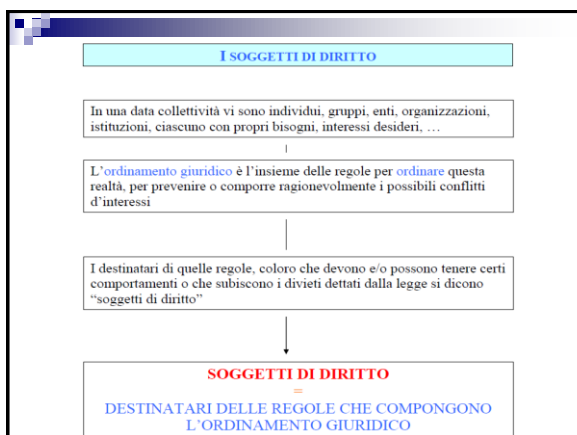 I SOGGETTI DI DIRITTO
In una data collettività vi sono individui, gruppi, enti, organizzazioni,
istituzioni, ciascuno con propri bisogni, interessi desideri, …
L’ordinamento giuridico è l’insieme delle regole per ordinare questa
realtà, per prevenire o comporre ragionevolmente i possibili conflitti
d’interessi
I destinatari di quelle regole, coloro che devono e/o possono tenere certi
comportamenti o che subiscono i divieti dettati dalla legge si dicono
“soggetti di diritto”
SOGGETTI DI DIRITTO
=
DESTINATARI DELLE REGOLE CHE COMPONGONO
L’ORDINAMENTO GIURIDICO